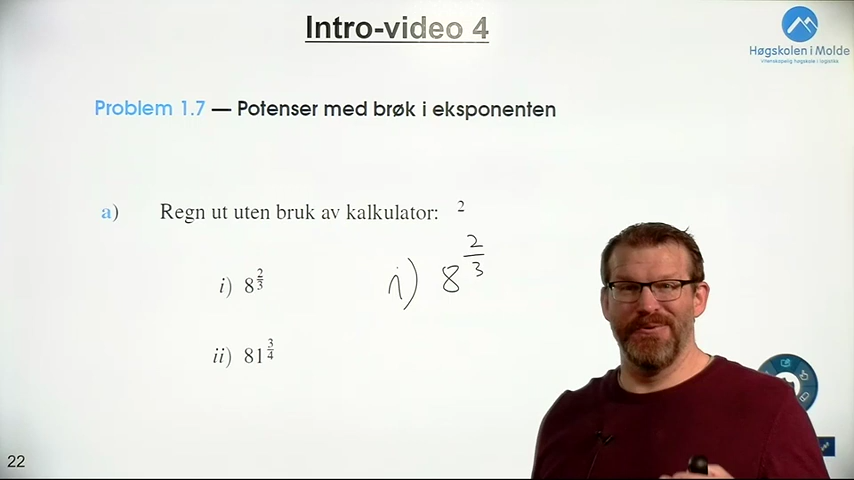 Intro-video 4
Høgskolen i Molde
Vitenskapelig høgskole i logistikk
Problem 1.7 — Potenser med brøk i eksponenten
a) Regn ut uten bruk av kalkulator: ²
i) 8^(2/3)
i) 8^(2/3)
ii) 81^(3/4)
22